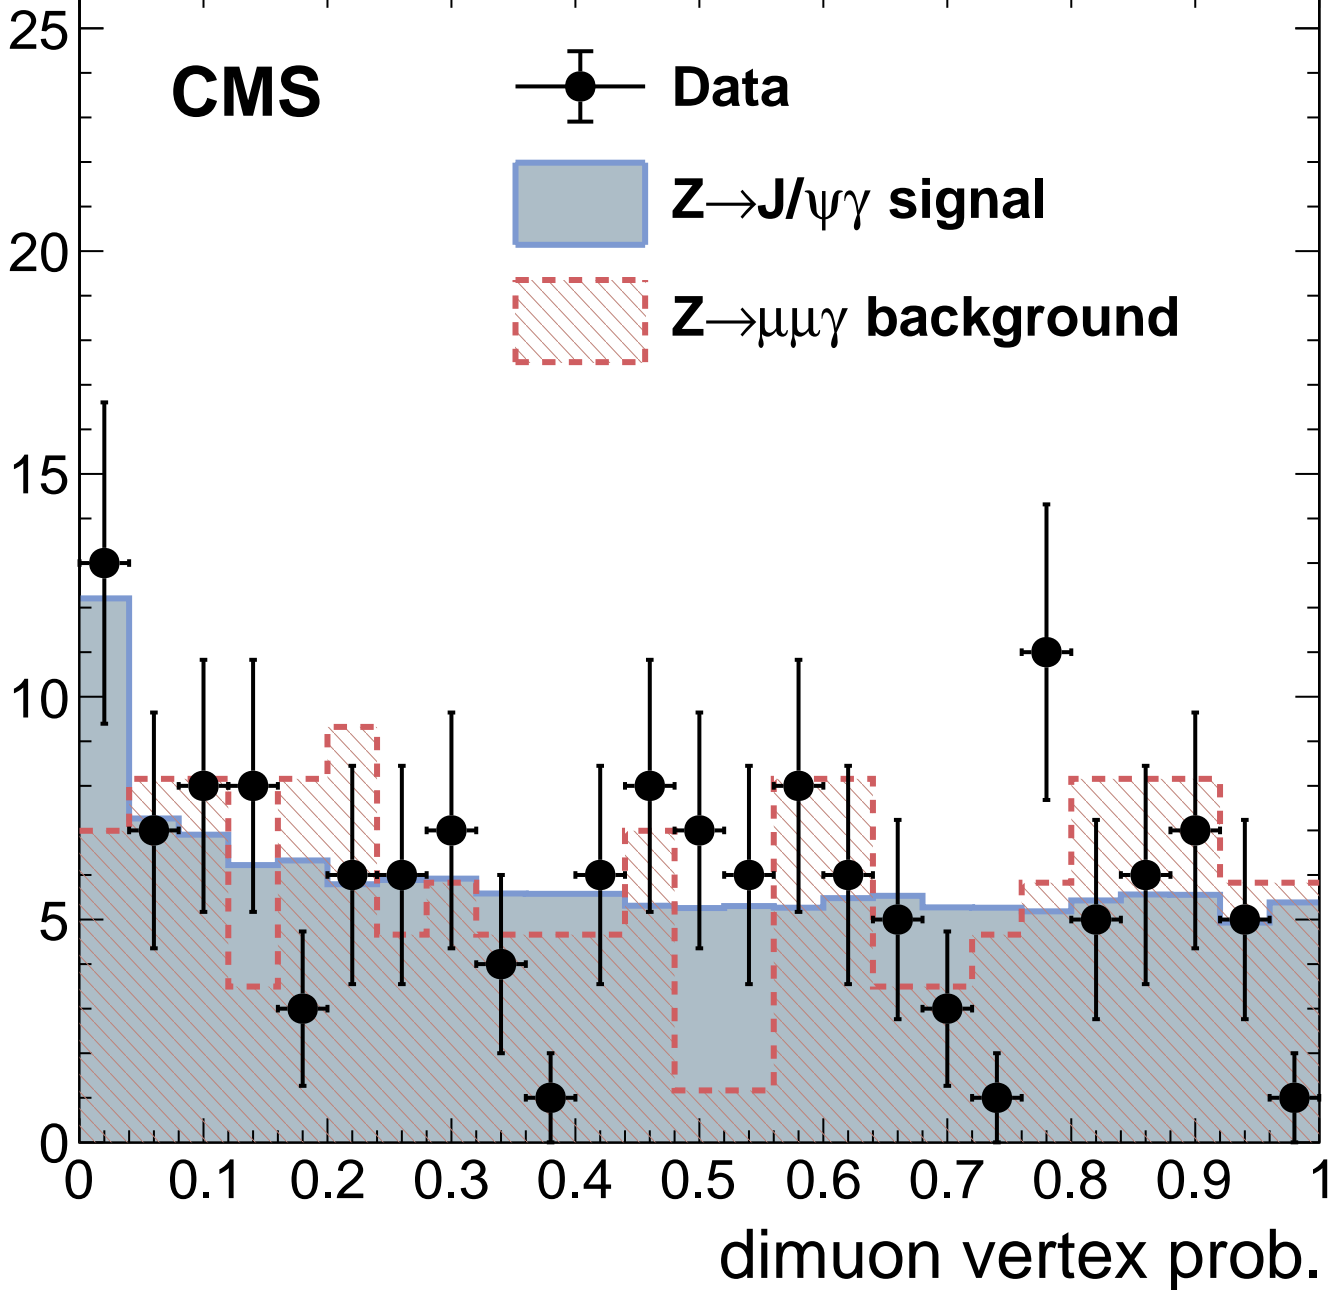 25
CMS
Data
Z→J/ψγ signal
20
Z→μμγ background
15
10
5
0
0 0.1 0.2 0.3 0.4 0.5 0.6 0.7 0.8 0.9 1
dimuon vertex prob.